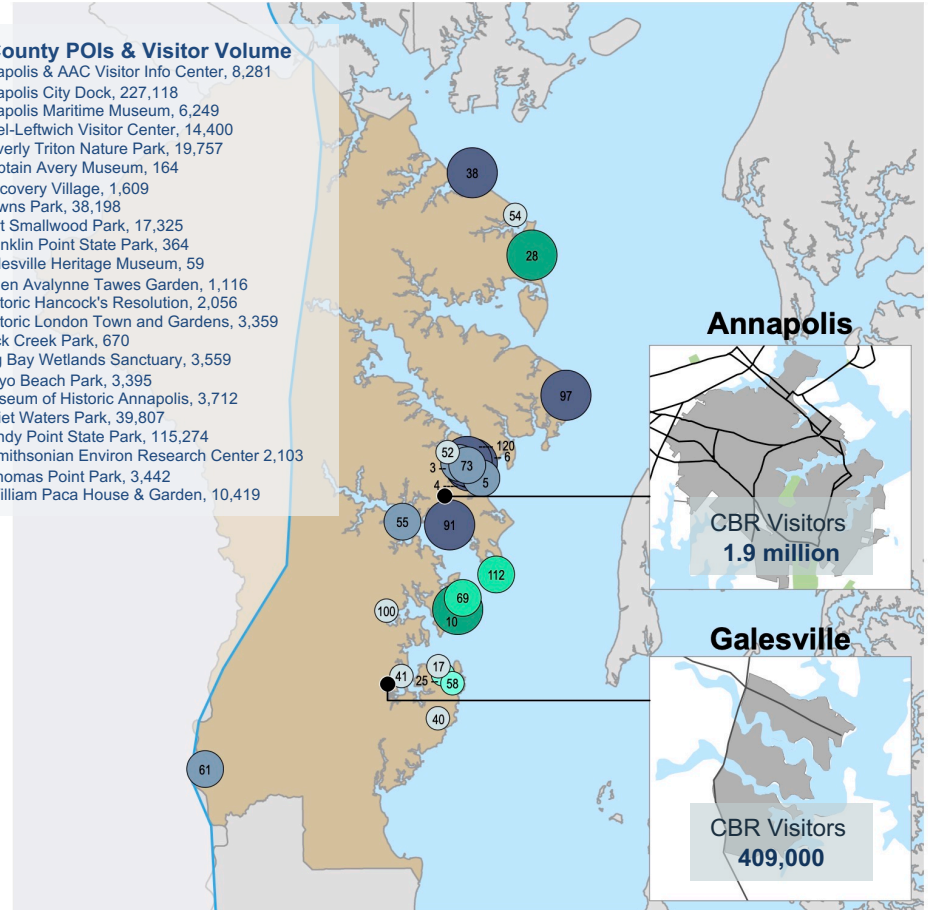 County POIs & Visitor Volume
apolis & AAC Visitor Info Center, 8,281
apolis City Dock, 227,118
apolis Maritime Museum, 6,249
el-Leftwich Visitor Center, 14,400
verly Triton Nature Park, 19,757
ptain Avery Museum, 164
covery Village, 1,609
wns Park, 38,198
t Smallwood Park, 17,325
nklin Point State Park, 364
lesville Heritage Museum, 59
en Avalynne Tawes Garden, 1,116
toric Hancock's Resolution, 2,056
toric London Town and Gardens, 3,359
ck Creek Park, 670
g Bay Wetlands Sanctuary, 3,559
yo Beach Park, 3,395
seum of Historic Annapolis, 3,712
iet Waters Park, 39,807
ndy Point State Park, 115,274
mithsonian Environ Research Center 2,103
homas Point Park, 3,442
illiam Paca House & Garden, 10,419
38
54
28
97
52
120
6
3
73
4
5
55
91
112
69
10
100
17
41
25
58
40
61
Annapolis
CBR Visitors
1.9 million
Galesville
CBR Visitors
409,000